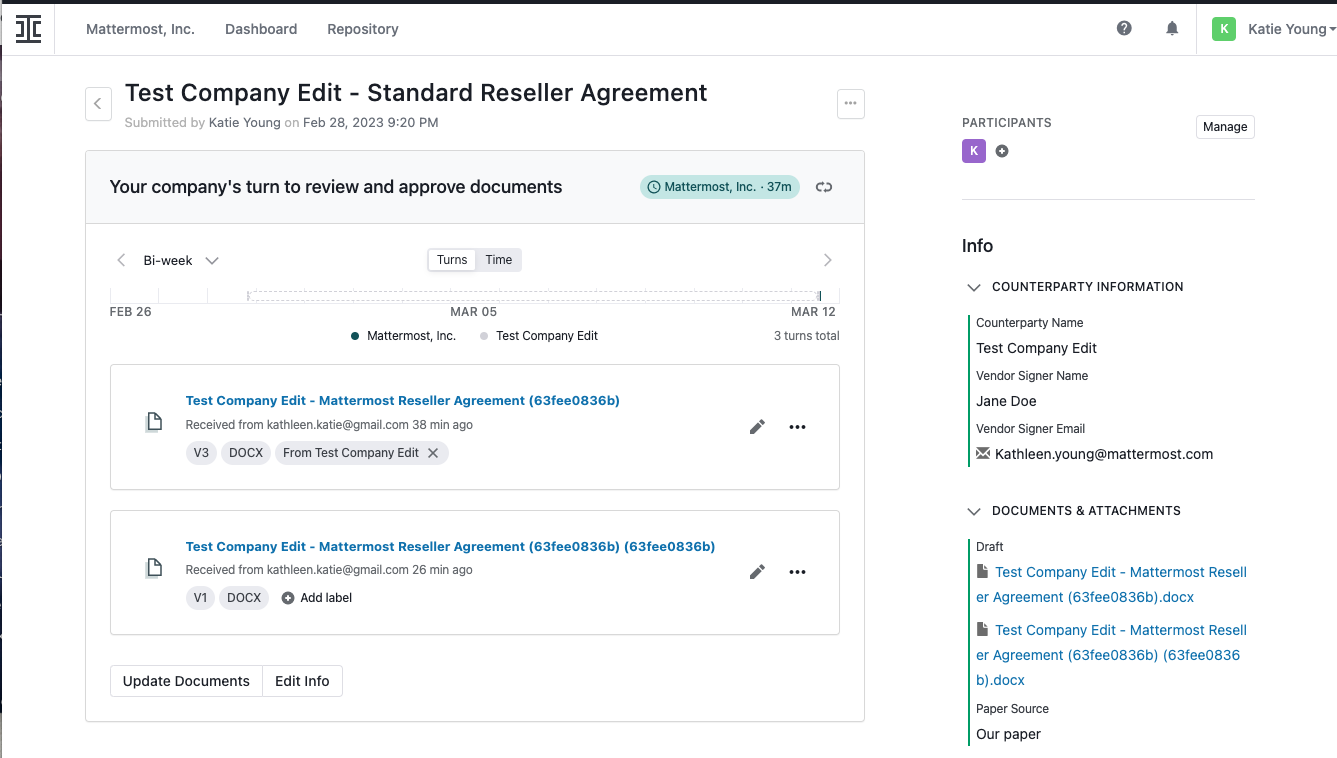 Mattermost, Inc. Dashboard Repository
K Katie Young
Test Company Edit - Standard Reseller Agreement
Submitted by Katie Young on Feb 28, 2023 9:20 PM
Your company's turn to review and approve documents
Mattermost, Inc. · 37m
Bi-week
Turns Time
FEB 26 MAR 05 MAR 12
Mattermost, Inc. Test Company Edit 3 turns total
Test Company Edit - Mattermost Reseller Agreement (63fee0836b)
Received from kathleen.katie@gmail.com 38 min ago
V3 DOCX From Test Company Edit
Test Company Edit - Mattermost Reseller Agreement (63fee0836b) (63fee0836b)
Received from kathleen.katie@gmail.com 26 min ago
V1 DOCX Add label
Update Documents Edit Info
PARTICIPANTS
Manage
K
Info
COUNTERPARTY INFORMATION
Counterparty Name
Test Company Edit
Vendor Signer Name
Jane Doe
Vendor Signer Email
Kathleen.young@mattermost.com
DOCUMENTS & ATTACHMENTS
Draft
Test Company Edit - Mattermost Resell
er Agreement (63fee0836b).docx
Test Company Edit - Mattermost Resell
er Agreement (63fee0836b) (63fee0836
b).docx
Paper Source
Our paper